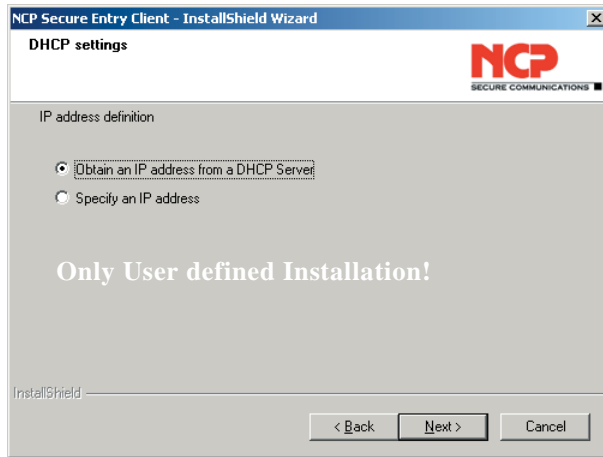 NCP Secure Entry Client - InstallShield Wizard
DHCP settings
NCP
SECURE COMMUNICATIONS
IP address definition
Obtain an IP address from a DHCP Server
Specify an IP address
Only User defined Installation!
InstallShield
< Back
Next >
Cancel